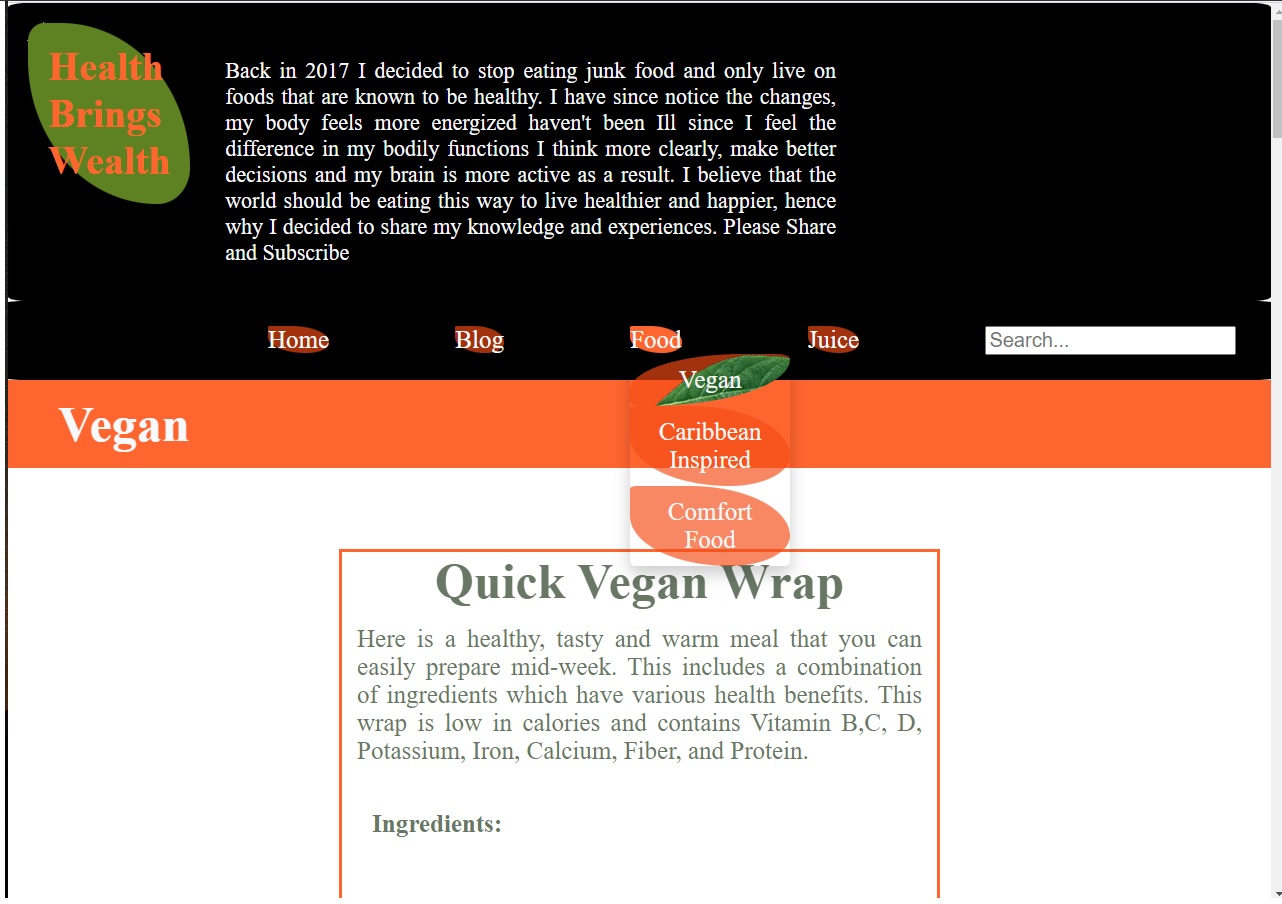 Health
Brings
Wealth
Back in 2017 I decided to stop eating junk food and only live on
foods that are known to be healthy. I have since notice the changes,
my body feels more energized haven't been Ill since I feel the
difference in my bodily functions I think more clearly, make better
decisions and my brain is more active as a result. I believe that the
world should be eating this way to live healthier and happier, hence
why I decided to share my knowledge and experiences. Please Share
and Subscribe
Home Blog Food Juice Search...
Vegan
Caribbean
Inspired
Comfort
Food
Vegan
Quick Vegan Wrap
Here is a healthy, tasty and warm meal that you can
easily prepare mid-week. This includes a combination
of ingredients which have various health benefits. This
wrap is low in calories and contains Vitamin B,C, D,
Potassium, Iron, Calcium, Fiber, and Protein.
Ingredients: